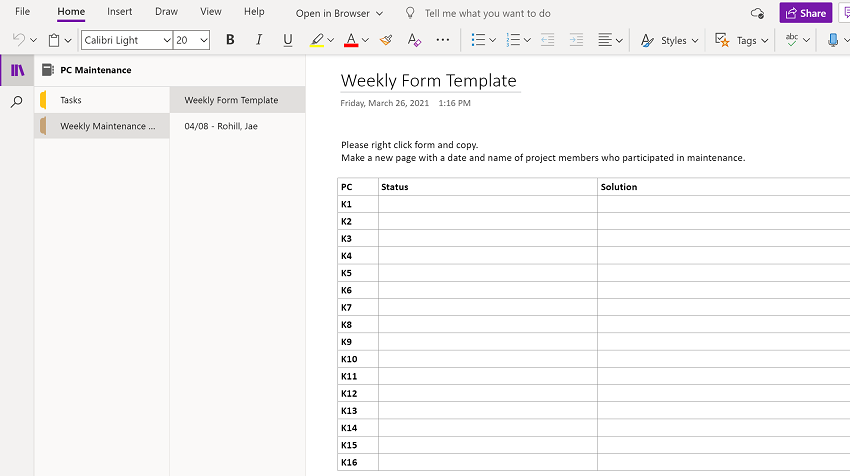 File Home Insert Draw View Help Open in Browser Tell me what you want to do Share
Calibri Light 20 B I U A A ... Styles Tags abc
PC Maintenance
Tasks
Weekly Maintenance ...
Weekly Form Template
04/08 - Rohill, Jae
Weekly Form Template
Friday, March 26, 2021 1:16 PM
Please right click form and copy.
Make a new page with a date and name of project members who participated in maintenance.
PC Status Solution
K1
K2
K3
K4
K5
K6
K7
K8
K9
K10
K11
K12
K13
K14
K15
K16